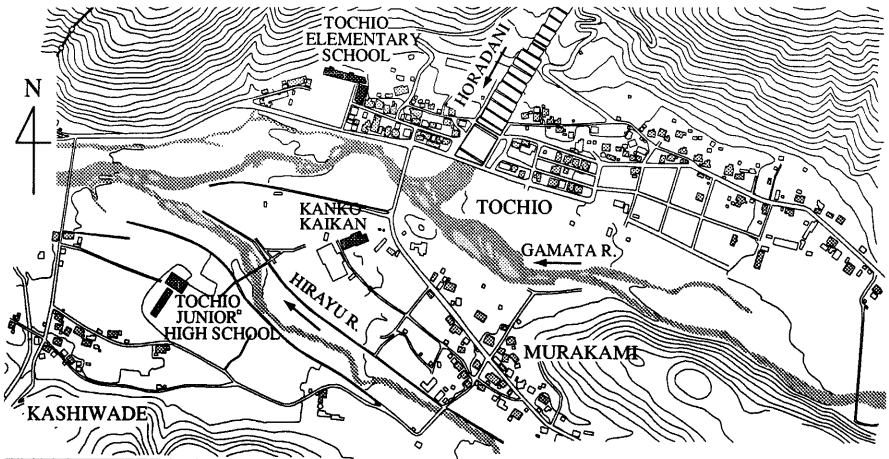 TOCHIO
ELEMENTARY
SCHOOL
HORADANI
N
TOCHIO
KANKO
KAIKAN
GAMATA R.
HIRAYU R.
TOCHIO
JUNIOR
HIGH SCHOOL
MURAKAMI
KASHIWADE